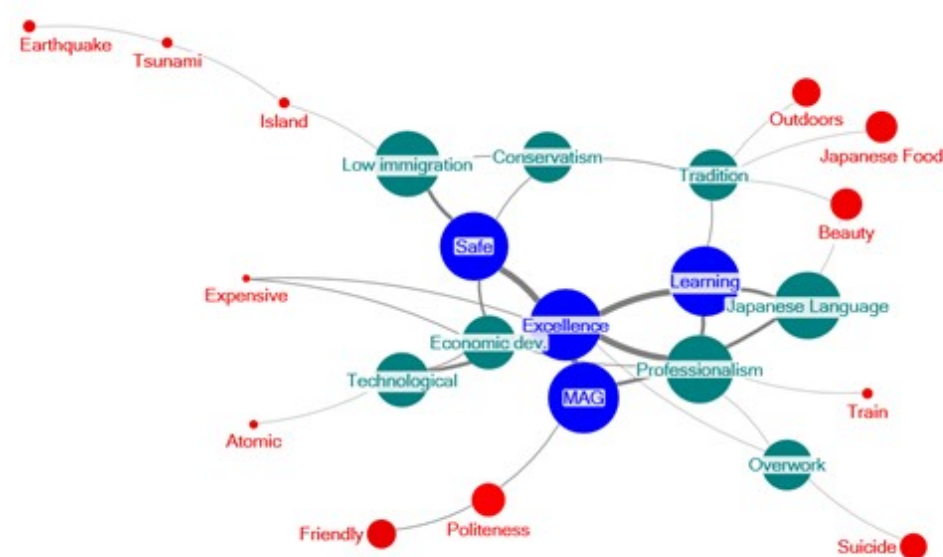 Earthquake
Tsunami
Island
Outdoors
Japanese Food
Low immigration
Conservatism
Tradition
Beauty
Safe
Learning
Expensive
Japanese Language
Excellence
Economic dev.
Professionalism
Technological
MAG
Train
Atomic
Overwork
Politeness
Friendly
Suicide